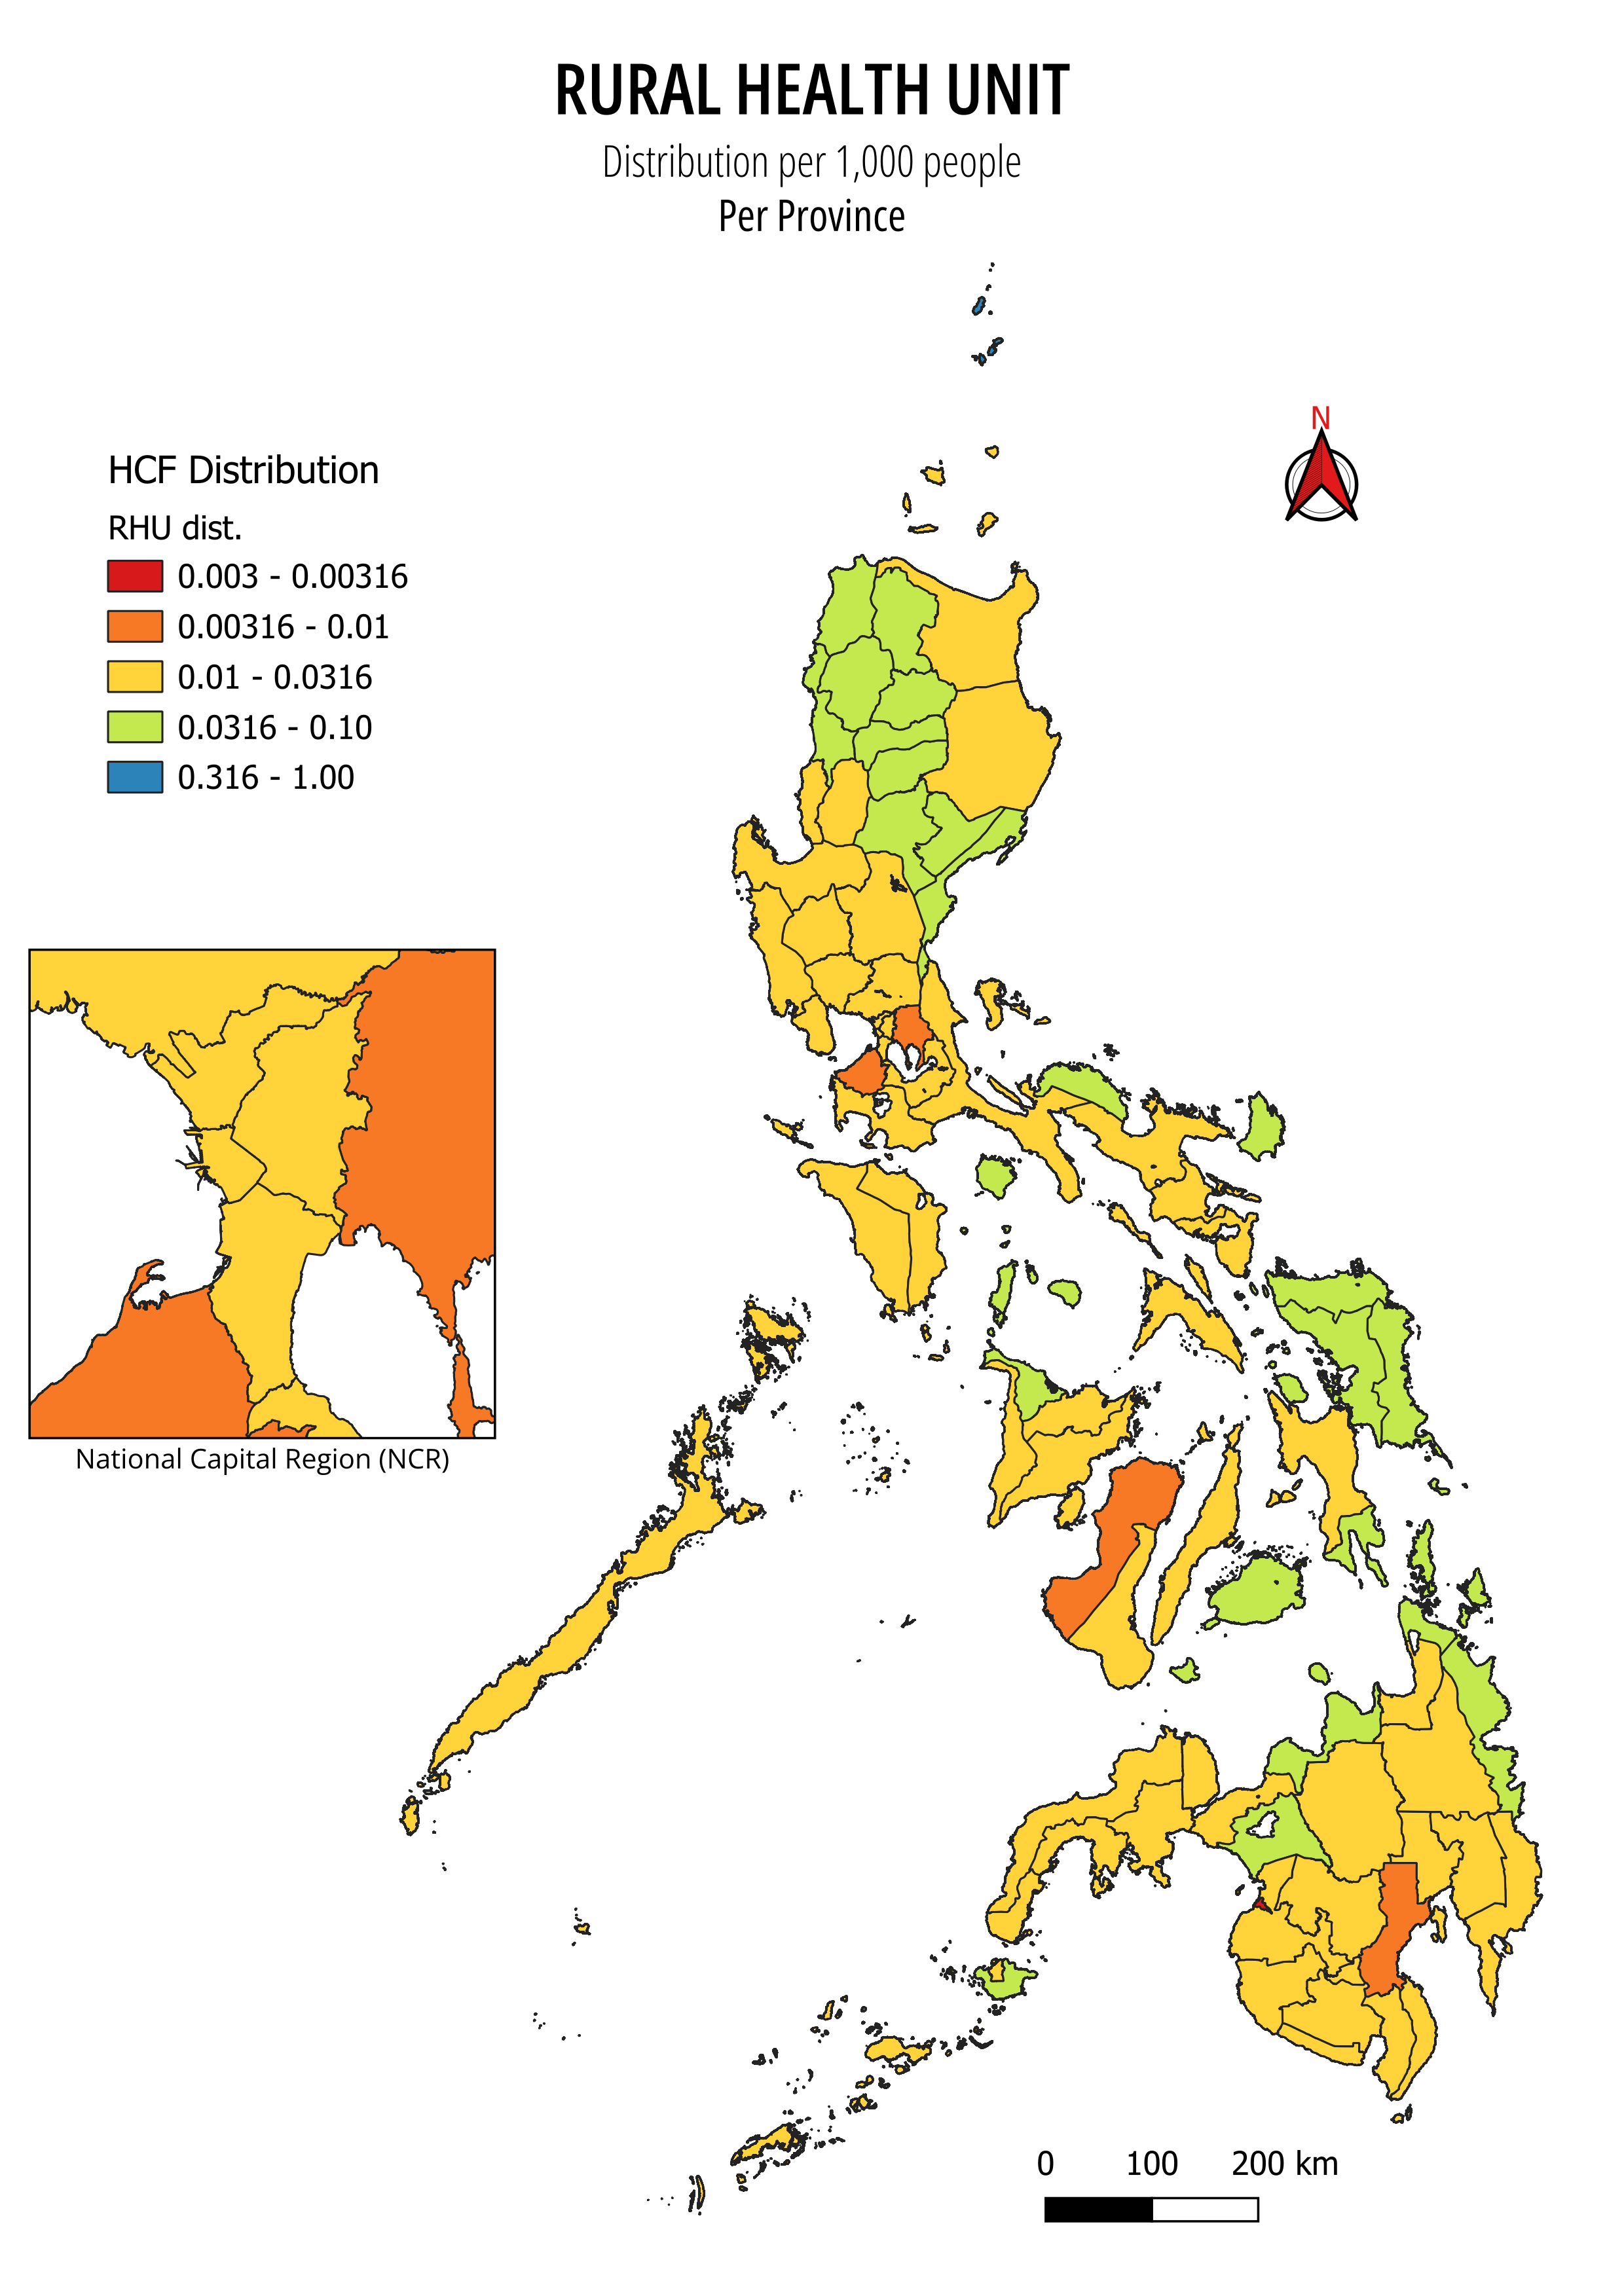 RURAL HEALTH UNIT
Distribution per 1,000 people
Per Province
N
HCF Distribution
RHU dist.
0.003 - 0.00316
0.00316 - 0.01
0.01 - 0.0316
0.0316 - 0.10
0.316 - 1.00
National Capital Region (NCR)
0 100 200 km